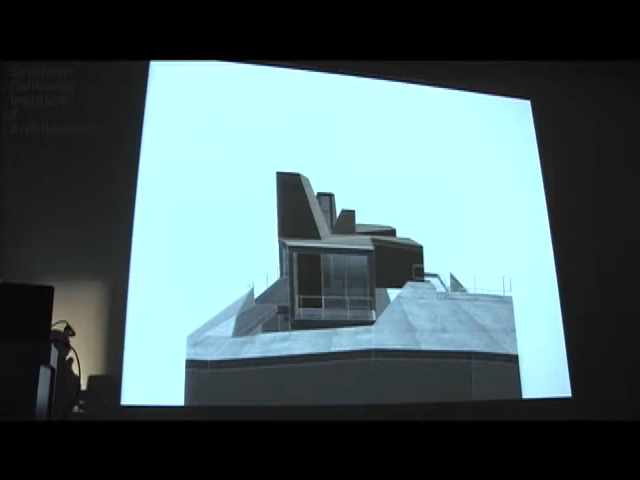 Southern
California
Institute
of
Architecture